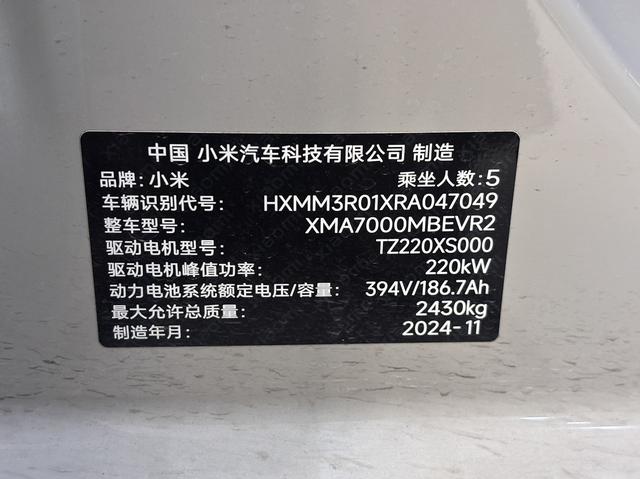 中国 小米汽车科技有限公司 制造
品牌:小米 乘坐人数:5
车辆识别代号: HXMM3R01XRA047049
整车型号: XMA7000MBEVR2
驱动电机型号: TZ220XS000
驱动电机峰值功率: 220kW
动力电池系统额定电压/容量: 394V/186.7Ah
最大允许总质量: 2430kg
制造年月: 2024-11